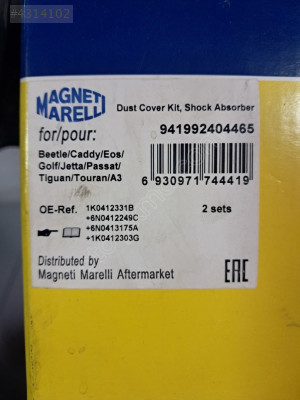 #4314102
MAGNETI
MARELLI
Dust Cover Kit, Shock Absorber
for/pour:
941992404465
Beetle/Caddy/Eos/
Golf/Jetta/Passat/
Tiguan/Touran/A3
6 930971 744419
OE-Ref.
1K0412331B
+6N0412249C
+6N0413175A
+1K0412303G
2 sets
Distributed by
Magneti Marelli Aftermarket
EAC